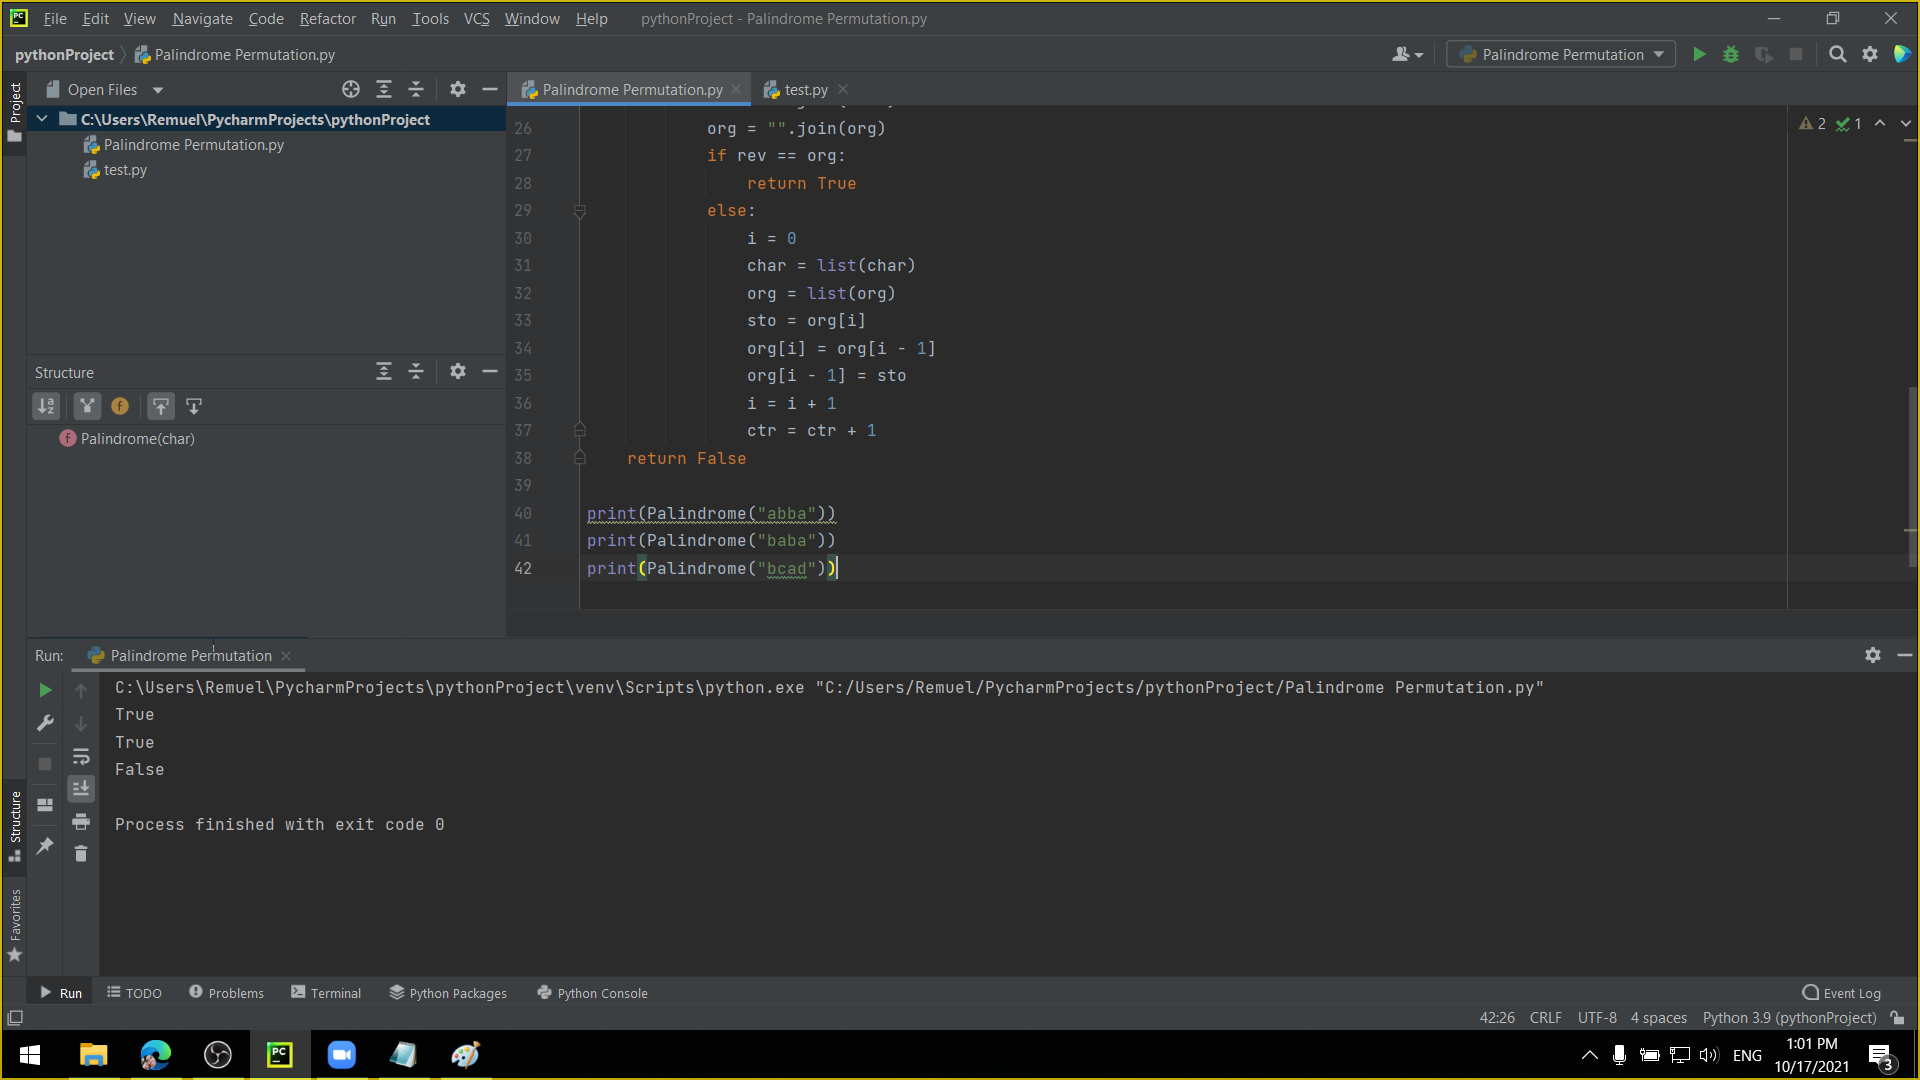 PC File Edit View Navigate Code Refactor Run Tools VCS Window Help pythonProject - Palindrome Permutation.py
pythonProject Palindrome Permutation.py Palindrome Permutation
Project
Open Files
Palindrome Permutation.py test.py
C:\Users\Remuel\PycharmProjects\pythonProject
Palindrome Permutation.py
test.py
2 1
26 org = "".join(org)
27 if rev == org:
28 return True
29 else:
30 i = 0
31 char = list(char)
32 org = list(org)
33 sto = org[i]
34 org[i] = org[i - 1]
35 org[i - 1] = sto
36 i = i + 1
37 ctr = ctr + 1
38 return False
39
40 print(Palindrome("abba"))
41 print(Palindrome("baba"))
42 print(Palindrome("bcad"))
Structure
Palindrome(char)
Run: Palindrome Permutation
C:\Users\Remuel\PycharmProjects\pythonProject\venv\Scripts\python.exe "C:/Users/Remuel/PycharmProjects/pythonProject/Palindrome Permutation.py"
True
True
False
Process finished with exit code 0
Structure
Favorites
Run TODO Problems Terminal Python Packages Python Console Event Log
42:26 CRLF UTF-8 4 spaces Python 3.9 (pythonProject)
PC
ENG
1:01 PM
10/17/2021
3